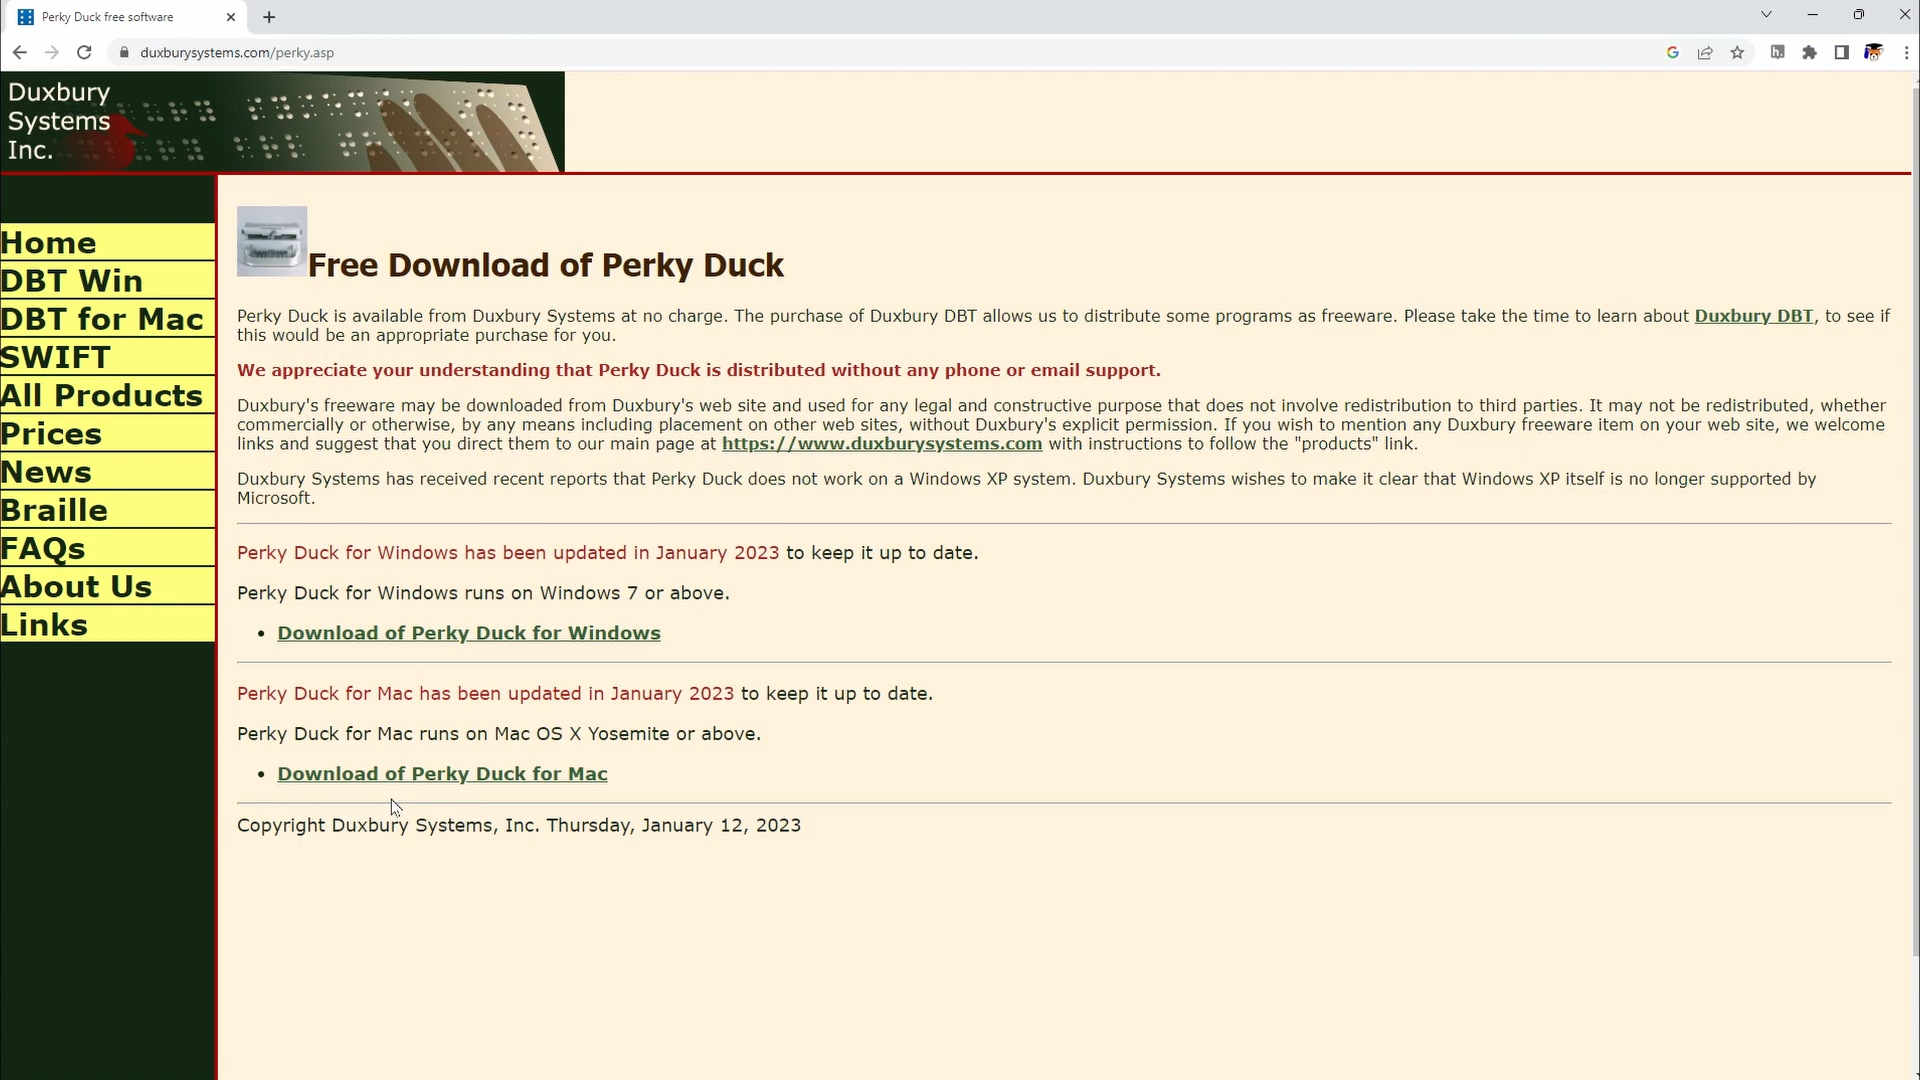 Perky Duck free software
duxburysystems.com/perky.asp
Duxbury
Systems
Inc.
Home
DBT Win
DBT for Mac
SWIFT
All Products
Prices
News
Braille
FAQs
About Us
Links
Free Download of Perky Duck
Perky Duck is available from Duxbury Systems at no charge. The purchase of Duxbury DBT allows us to distribute some programs as freeware. Please take the time to learn about Duxbury DBT, to see if
this would be an appropriate purchase for you.
We appreciate your understanding that Perky Duck is distributed without any phone or email support.
Duxbury's freeware may be downloaded from Duxbury's web site and used for any legal and constructive purpose that does not involve redistribution to third parties. It may not be redistributed, whether
commercially or otherwise, by any means including placement on other web sites, without Duxbury's explicit permission. If you wish to mention any Duxbury freeware item on your web site, we welcome
links and suggest that you direct them to our main page at https://www.duxburysystems.com with instructions to follow the "products" link.
Duxbury Systems has received recent reports that Perky Duck does not work on a Windows XP system. Duxbury Systems wishes to make it clear that Windows XP itself is no longer supported by
Microsoft.
Perky Duck for Windows has been updated in January 2023 to keep it up to date.
Perky Duck for Windows runs on Windows 7 or above.
• Download of Perky Duck for Windows
Perky Duck for Mac has been updated in January 2023 to keep it up to date.
Perky Duck for Mac runs on Mac OS X Yosemite or above.
• Download of Perky Duck for Mac
Copyright Duxbury Systems, Inc. Thursday, January 12, 2023